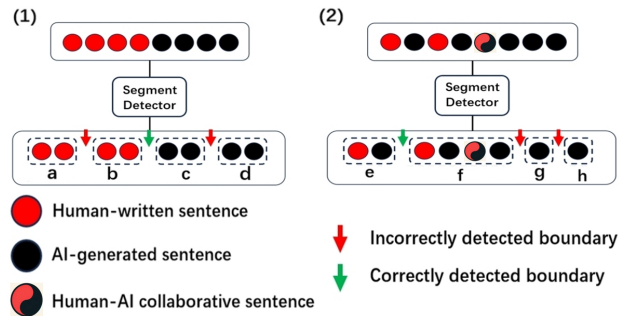 (1)
(2)
Segment
Detector
Segment
Detector
a b c d
e f g h
Human-written sentence
AI-generated sentence
Human-AI collaborative sentence
Incorrectly detected boundary
Correctly detected boundary